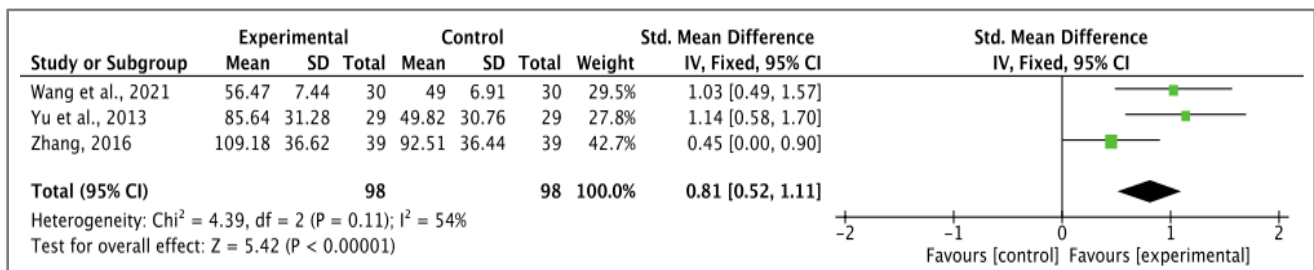 Experimental Control Std. Mean Difference Std. Mean Difference
Study or Subgroup Mean SD Total Mean SD Total Weight IV, Fixed, 95% CI IV, Fixed, 95% CI
Wang et al., 2021 56.47 7.44 30 49 6.91 30 29.5% 1.03 [0.49, 1.57]
Yu et al., 2013 85.64 31.28 29 49.82 30.76 29 27.8% 1.14 [0.58, 1.70]
Zhang, 2016 109.18 36.62 39 92.51 36.44 39 42.7% 0.45 [0.00, 0.90]
Total (95% CI) 98 98 100.0% 0.81 [0.52, 1.11]
Heterogeneity: Chi² = 4.39, df = 2 (P = 0.11); I² = 54%
Test for overall effect: Z = 5.42 (P < 0.00001)
-2 -1 0 1 2
Favours [control] Favours [experimental]